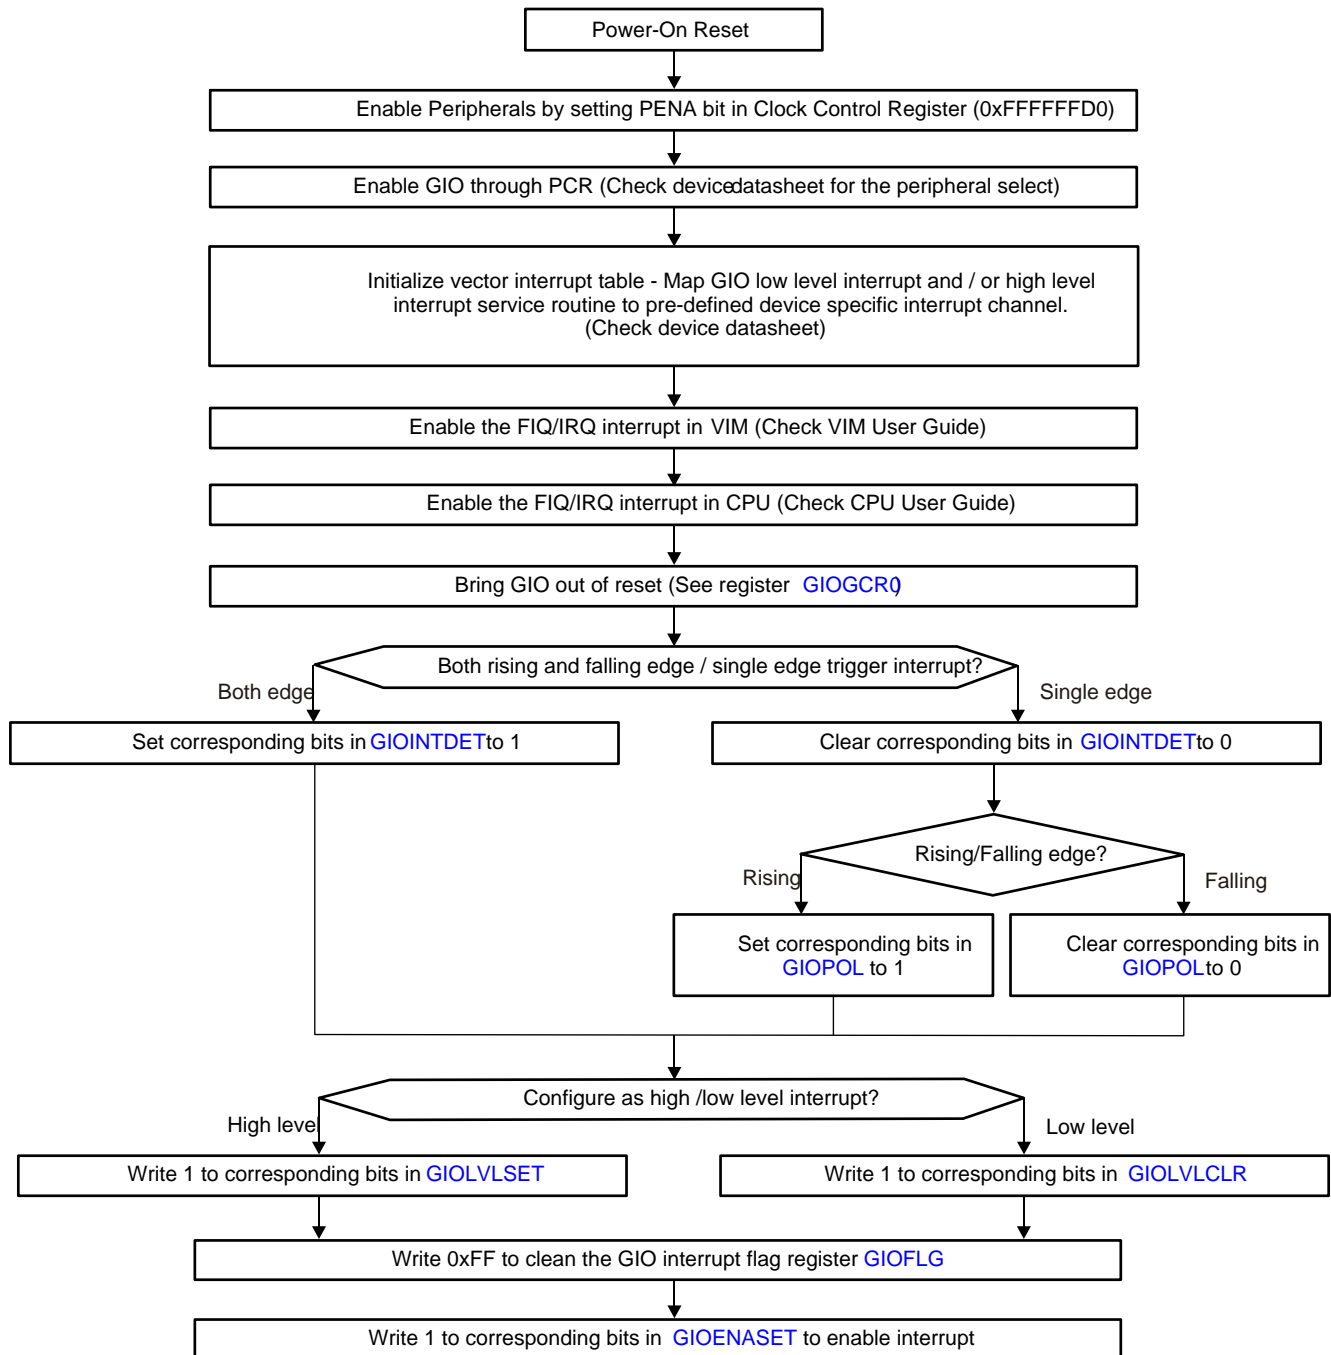 Power-On Reset
Enable Peripherals by setting PENA bit in Clock Control Register (0xFFFFFFD0)
Enable GIO through PCR (Check device datasheet for the peripheral select)
Initialize vector interrupt table - Map GIO low level interrupt and / or high level
interrupt service routine to pre-defined device specific interrupt channel.
(Check device datasheet)
Enable the FIQ/IRQ interrupt in VIM (Check VIM User Guide)
Enable the FIQ/IRQ interrupt in CPU (Check CPU User Guide)
Bring GIO out of reset (See register GIOGCR0)
Both rising and falling edge / single edge trigger interrupt?
Both edge
Single edge
Set corresponding bits in GIOINTDET to 1
Clear corresponding bits in GIOINTDET to 0
Rising/Falling edge?
Rising
Falling
Set corresponding bits in
GIOPOL to 1
Clear corresponding bits in
GIOPOL to 0
Configure as high /low level interrupt?
High level
Low level
Write 1 to corresponding bits in GIOLVLSET
Write 1 to corresponding bits in GIOLVLCLR
Write 0xFF to clean the GIO interrupt flag register GIOFLG
Write 1 to corresponding bits in GIOENASET to enable interrupt